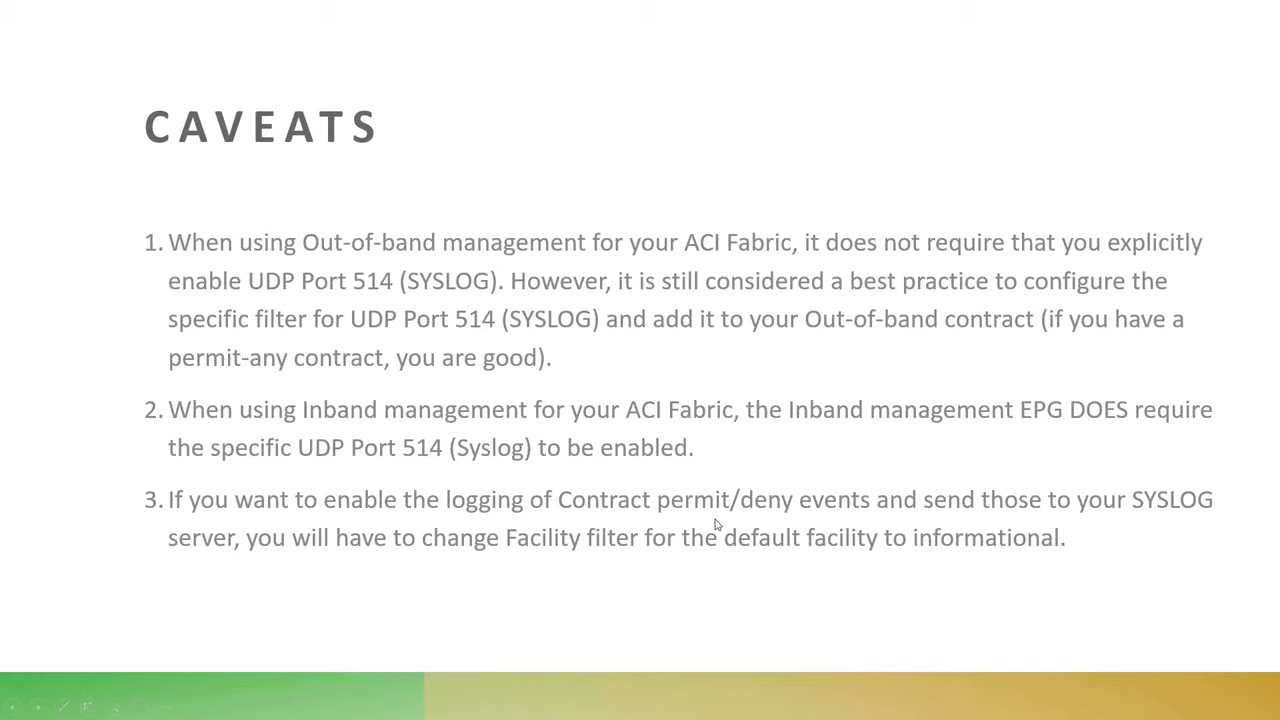 CAVEATS
1. When using Out-of-band management for your ACI Fabric, it does not require that you explicitly
enable UDP Port 514 (SYSLOG). However, it is still considered a best practice to configure the
specific filter for UDP Port 514 (SYSLOG) and add it to your Out-of-band contract (if you have a
permit-any contract, you are good).
2. When using Inband management for your ACI Fabric, the Inband management EPG DOES require
the specific UDP Port 514 (Syslog) to be enabled.
3. If you want to enable the logging of Contract permit/deny events and send those to your SYSLOG
server, you will have to change Facility filter for the default facility to informational.